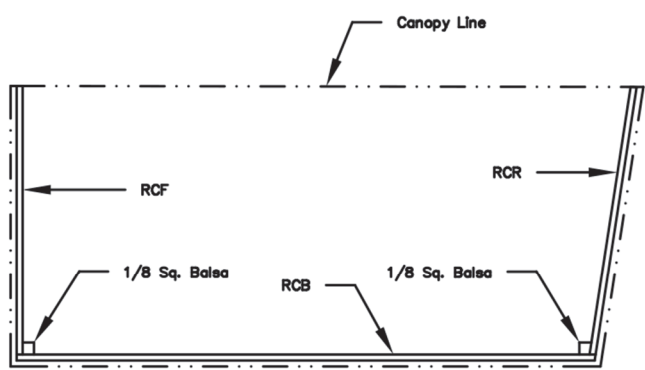 Canopy Line
RCR
RCF
1/8 Sq. Balsa
1/8 Sq. Balsa
RCB